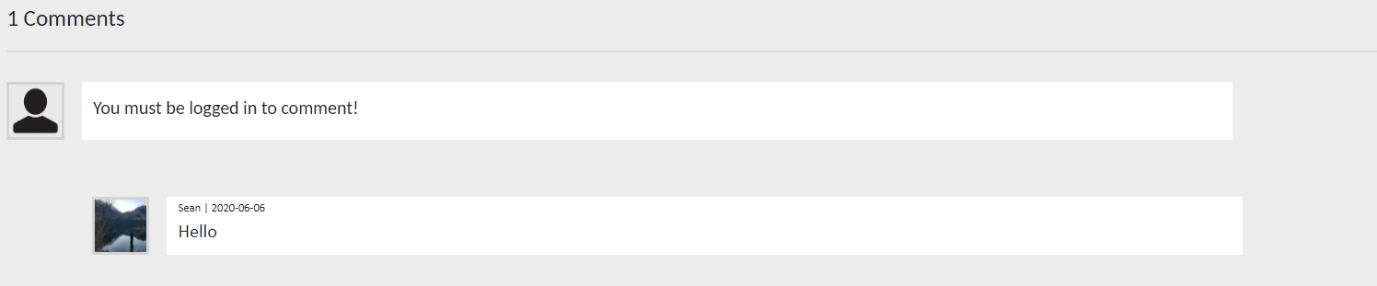 1 Comments
You must be logged in to comment!
Sean | 2020-06-06
Hello